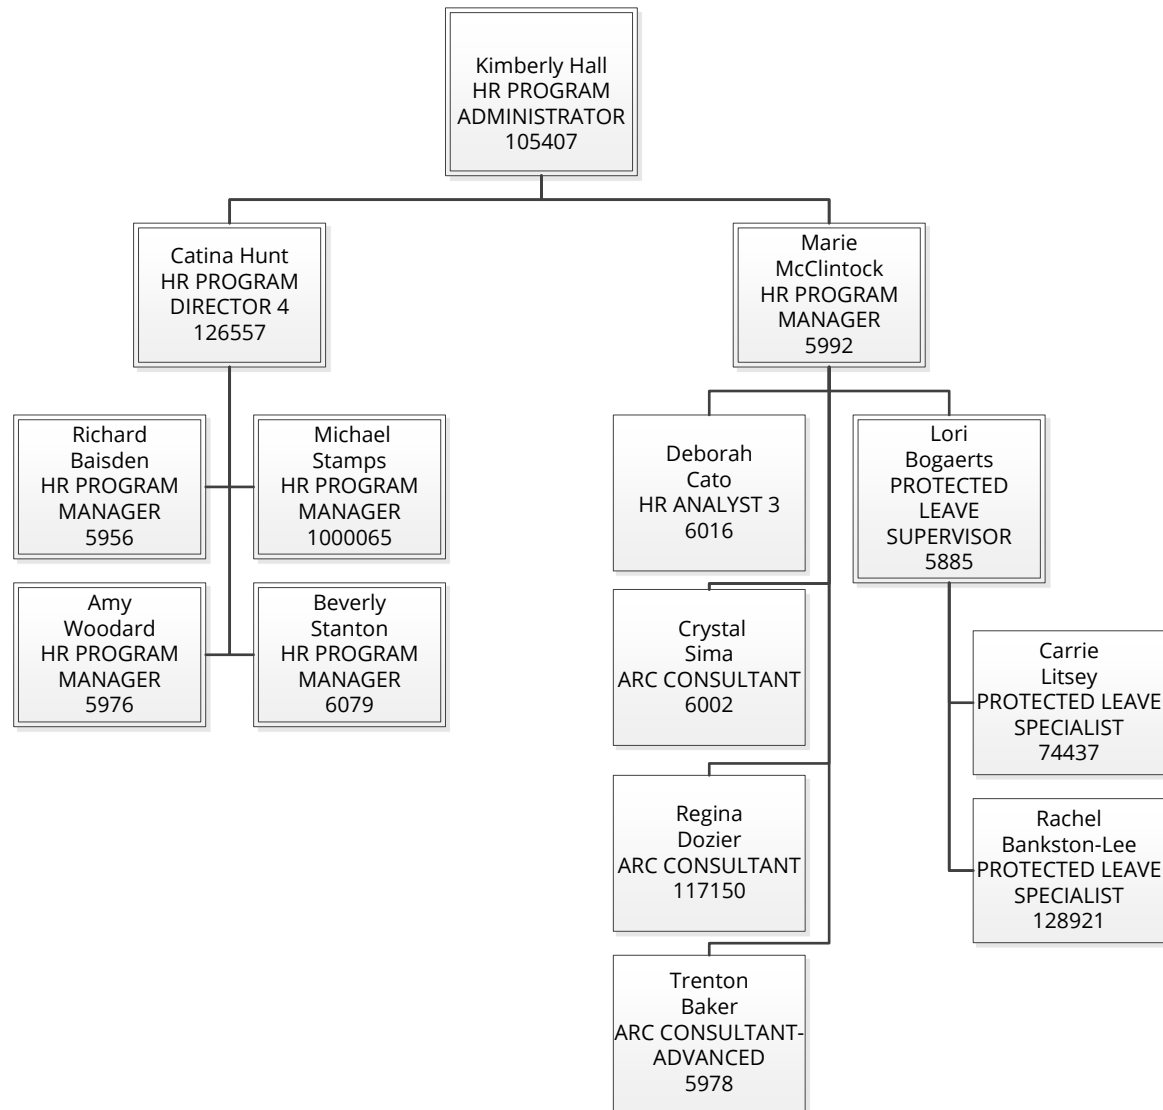 Kimberly Hall
HR PROGRAM
ADMINISTRATOR
105407
Catina Hunt
HR PROGRAM
DIRECTOR 4
126557
Marie
McClintock
HR PROGRAM
MANAGER
5992
Richard
Baisden
HR PROGRAM
MANAGER
5956
Michael
Stamps
HR PROGRAM
MANAGER
1000065
Amy
Woodard
HR PROGRAM
MANAGER
5976
Beverly
Stanton
HR PROGRAM
MANAGER
6079
Deborah
Cato
HR ANALYST 3
6016
Lori
Bogaerts
PROTECTED
LEAVE
SUPERVISOR
5885
Crystal
Sima
ARC CONSULTANT
6002
Carrie
Litsey
PROTECTED LEAVE
SPECIALIST
74437
Regina
Dozier
ARC CONSULTANT
117150
Rachel
Bankston-Lee
PROTECTED LEAVE
SPECIALIST
128921
Trenton
Baker
ARC CONSULTANT-
ADVANCED
5978